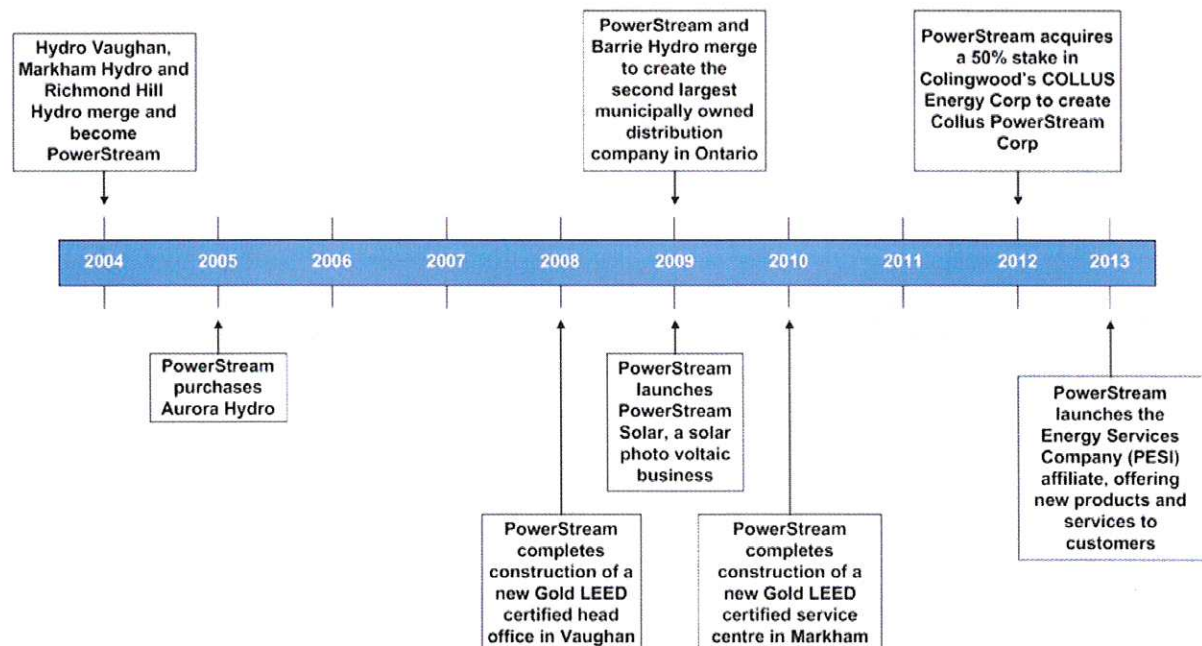 Hydro Vaughan,
Markham Hydro and
Richmond Hill
Hydro merge and
become
PowerStream
PowerStream and
Barrie Hydro merge
to create the
second largest
municipally owned
distribution
company in Ontario
PowerStream acquires
a 50% stake in
Colingwood's COLLUS
Energy Corp to create
Collus PowerStream
Corp
2004 2005 2006 2007 2008 2009 2010 2011 2012 2013
PowerStream
purchases
Aurora Hydro
PowerStream
completes
construction of a
new Gold LEED
certified head
office in Vaughan
PowerStream
launches
PowerStream
Solar, a solar
photo voltaic
business
PowerStream
completes
construction of a
new Gold LEED
certified service
centre in Markham
PowerStream
launches the
Energy Services
Company (PESI)
affiliate, offering
new products and
services to
customers